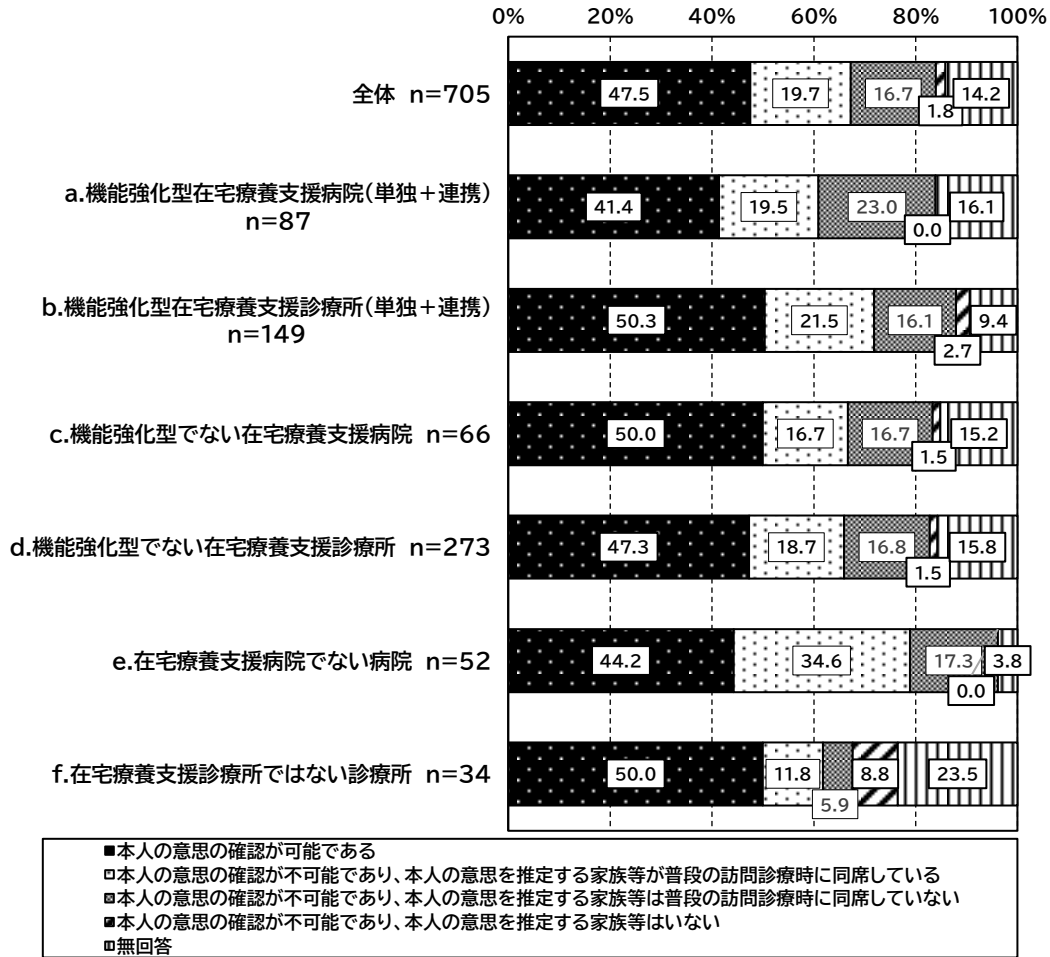 0% 20% 40% 60% 80% 100%
全体 n=705
47.5 19.7 16.7 1.8 14.2
a.機能強化型在宅療養支援病院(単独+連携)
n=87
41.4 19.5 23.0 0.0 16.1
b.機能強化型在宅療養支援診療所(単独+連携)
n=149
50.3 21.5 16.1 2.7 9.4
c.機能強化型でない在宅療養支援病院 n=66
50.0 16.7 16.7 1.5 15.2
d.機能強化型でない在宅療養支援診療所 n=273
47.3 18.7 16.8 1.5 15.8
e.在宅療養支援病院でない病院 n=52
44.2 34.6 17.3 0.0 3.8
f.在宅療養支援診療所ではない診療所 n=34
50.0 11.8 5.9 8.8 23.5
本人の意思の確認が可能である
本人の意思の確認が不可能であり、本人の意思を推定する家族等が普段の訪問診療時に同席している
本人の意思の確認が不可能であり、本人の意思を推定する家族等は普段の訪問診療時に同席していない
本人の意思の確認が不可能であり、本人の意思を推定する家族等はいない
無回答